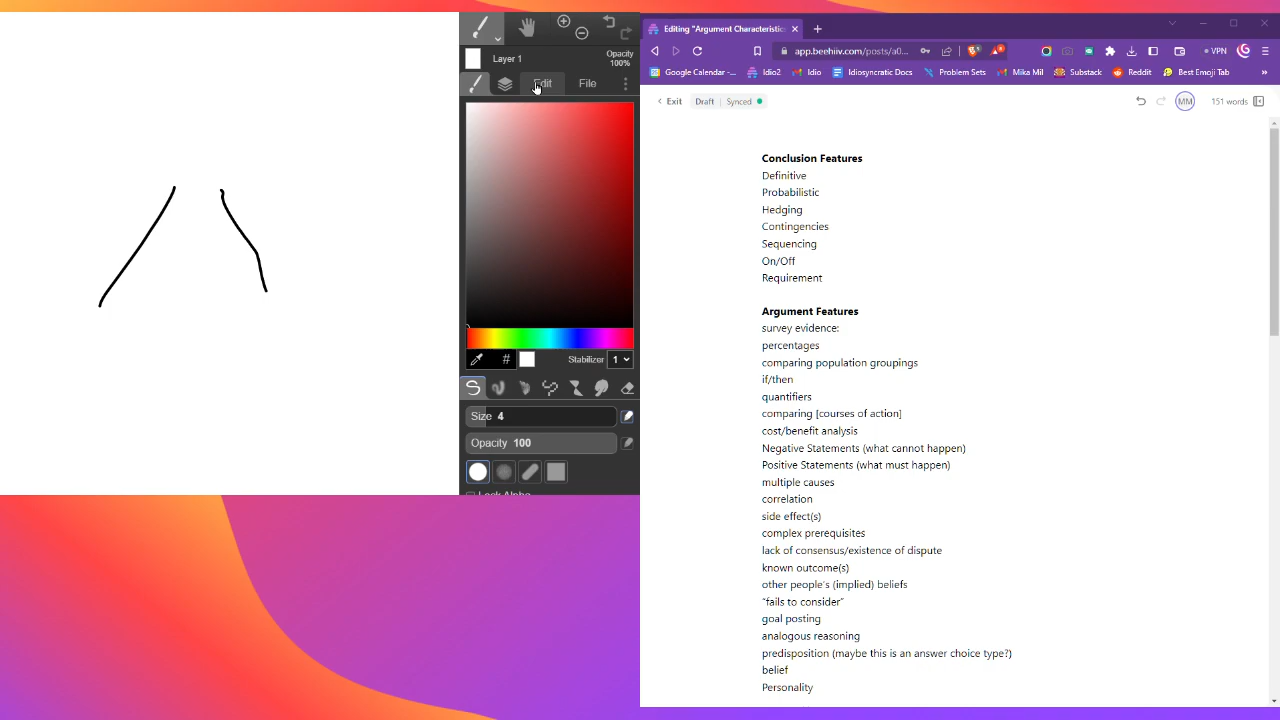 Opacity
100%
Layer 1
Edit
File
#
Stabilizer 1
Size 4
Opacity 100
Lock Alpha
Editing "Argument Characteristic
app.beehiiv.com/posts/a0...
VPN
Google Calendar -...
Idio2
Idio
Idiosyncratic Docs
Problem Sets
Mika Mil
Substack
Reddit
Best Emoji Tab
Exit
Draft
Synced
MM
151 words
Conclusion Features
Definitive
Probabilistic
Hedging
Contingencies
Sequencing
On/Off
Requirement
Argument Features
survey evidence:
percentages
comparing population groupings
if/then
quantifiers
comparing [courses of action]
cost/benefit analysis
Negative Statements (what cannot happen)
Positive Statements (what must happen)
multiple causes
correlation
side effect(s)
complex prerequisites
lack of consensus/existence of dispute
known outcome(s)
other people's (implied) beliefs
"fails to consider"
goal posting
analogous reasoning
predisposition (maybe this is an answer choice type?)
belief
Personality